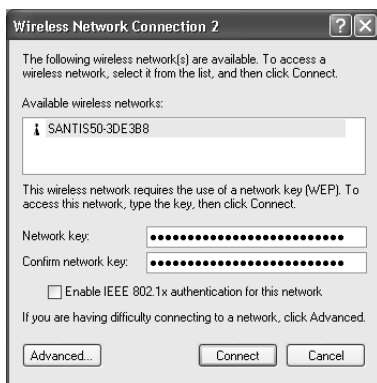 Wireless Network Connection 2
The following wireless network(s) are available. To access a
wireless network, select it from the list, and then click Connect.
Available wireless networks:
SANTIS50-3DE3B8
This wireless network requires the use of a network key (WEP). To
access this network, type the key, then click Connect.
Network key: ••••••••••••••••••••••••••
Confirm network key: ••••••••••••••••••••••••••
Enable IEEE 802.1x authentication for this network
If you are having difficulty connecting to a network, click Advanced.
Advanced... Connect Cancel